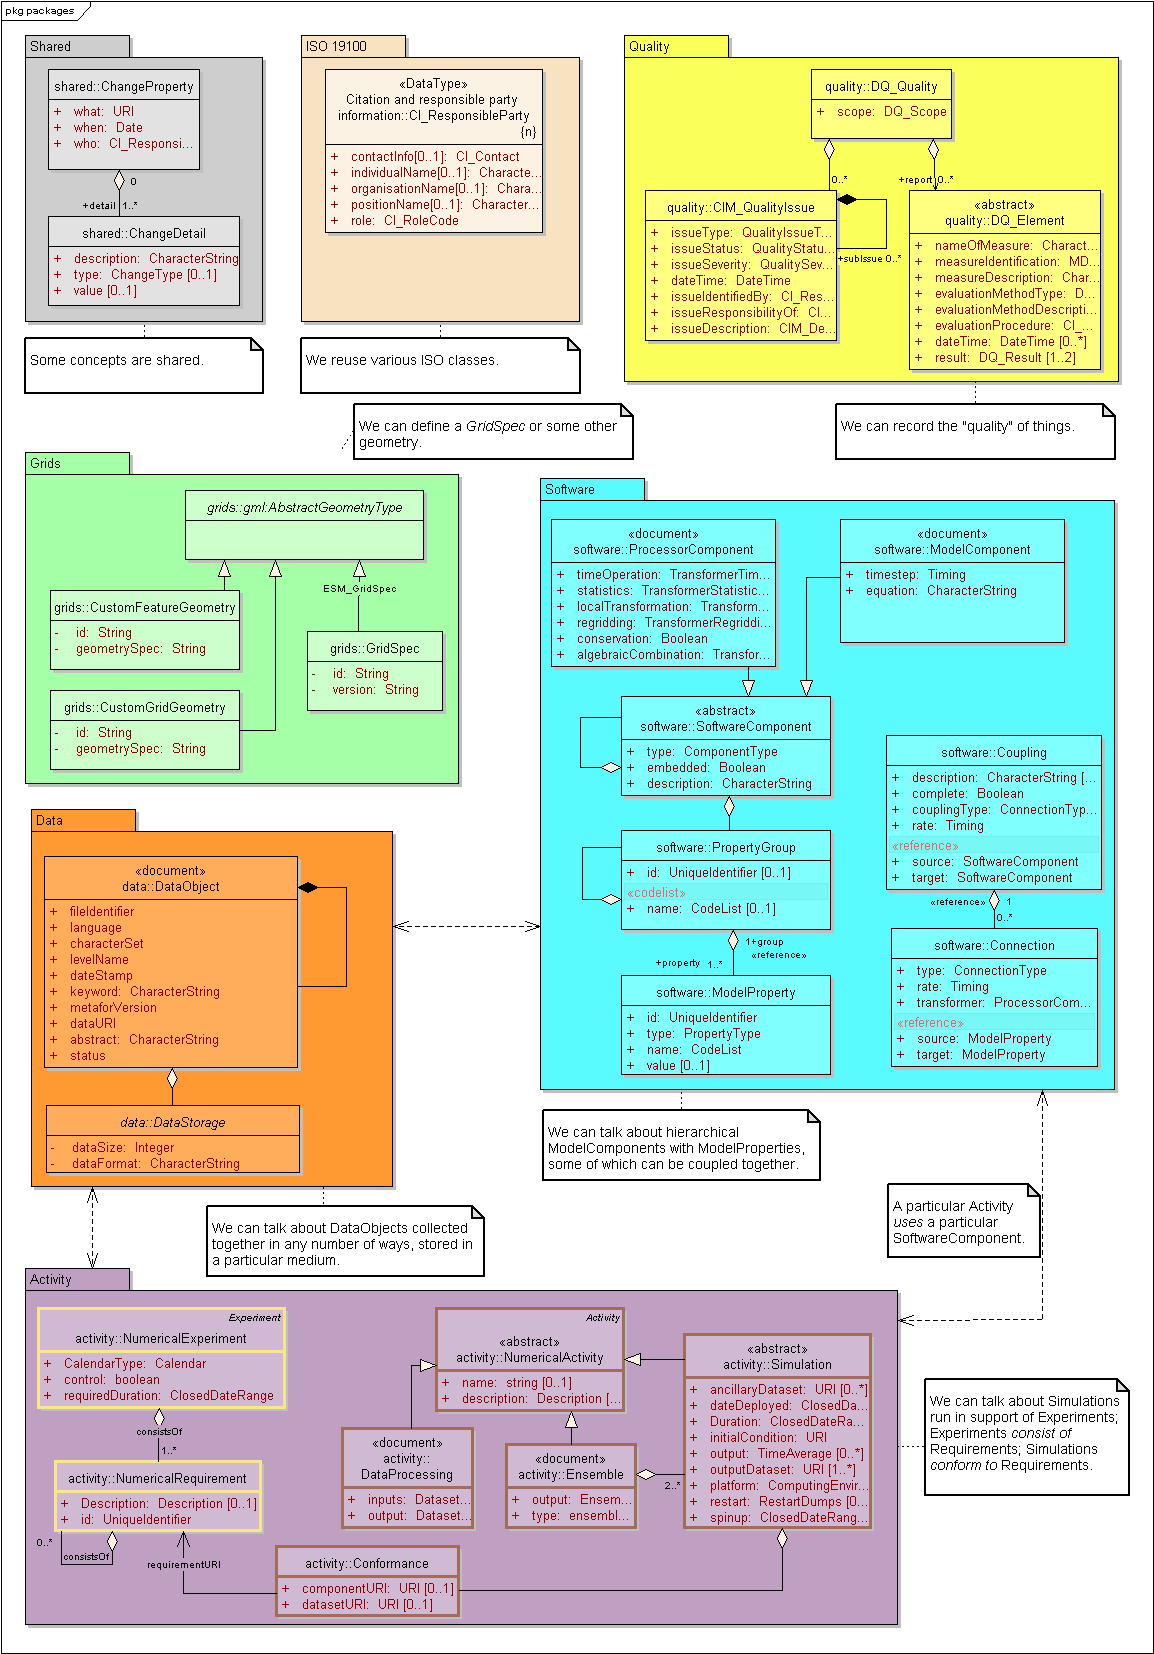 pkg packages
Shared
shared::ChangeProperty
+ what: URI
+ when: Date
+ who: CI_Responsi...
0
+detail 1..*
shared::ChangeDetail
+ description: CharacterString
+ type: ChangeType [0..1]
+ value [0..1]
Some concepts are shared.
ISO 19100
«DataType»
Citation and responsible party
information::CI_ResponsibleParty
{n}
+ contactInfo[0..1]: CI_Contact
+ individualName[0..1]: Characte...
+ organisationName[0..1]: Chara...
+ positionName[0..1]: Character...
+ role: CI_RoleCode
We reuse various ISO classes.
Quality
quality::DQ_Quality
+ scope: DQ_Scope
0..*
+report 0..*
quality::CIM_QualityIssue
+ issueType: QualityIssueT...
+ issueStatus: QualityStatu...
+ issueSeverity: QualitySev...
+ dateTime: DateTime
+ issueIdentifiedBy: CI_Res...
+ issueResponsibilityOf: CI...
+ issueDescription: CIM_De...
+subIssue 0..*
«abstract»
quality::DQ_Element
+ nameOfMeasure: Charact...
+ measureIdentification: MD...
+ measureDescription: Char...
+ evaluationMethodType: D...
+ evaluationMethodDescripti...
+ evaluationProcedure: CI_...
+ dateTime: DateTime [0..*]
+ result: DQ_Result [1..2]
We can record the "quality" of things.
We can define a GridSpec or some other
geometry.
Grids
grids::gml:AbstractGeometryType
ESM_GridSpec
grids::CustomFeatureGeometry
- id: String
- geometrySpec: String
grids::GridSpec
- id: String
- version: String
grids::CustomGridGeometry
- id: String
- geometrySpec: String
Software
«document»
software::ProcessorComponent
+ timeOperation: TransformerTim...
+ statistics: TransformerStatistic...
+ localTransformation: Transform...
+ regridding: TransformerRegriddi...
+ conservation: Boolean
+ algebraicCombination: Transfor...
«document»
software::ModelComponent
+ timestep: Timing
+ equation: CharacterString
«abstract»
software::SoftwareComponent
+ type: ComponentType
+ embedded: Boolean
+ description: CharacterString
software::PropertyGroup
+ id: UniqueIdentifier [0..1]
«codelist»
+ name: CodeList [0..1]
1+group
«reference»
+property 1..*
software::ModelProperty
+ id: UniqueIdentifier
+ type: PropertyType
+ name: CodeList
+ value [0..1]
software::Coupling
+ description: CharacterString [...
+ complete: Boolean
+ couplingType: ConnectionTyp...
+ rate: Timing
«reference»
+ source: SoftwareComponent
+ target: SoftwareComponent
«reference» 1
0..*
software::Connection
+ type: ConnectionType
+ rate: Timing
+ transformer: ProcessorCom...
«reference»
+ source: ModelProperty
+ target: ModelProperty
We can talk about hierarchical
ModelComponents with ModelProperties,
some of which can be coupled together.
Data
«document»
data::DataObject
+ fileIdentifier
+ language
+ characterSet
+ levelName
+ dateStamp
+ keyword: CharacterString
+ metaforVersion
+ dataURI
+ abstract: CharacterString
+ status
data::DataStorage
- dataSize: Integer
- dataFormat: CharacterString
We can talk about DataObjects collected
together in any number of ways, stored in
a particular medium.
A particular Activity
uses a particular
SoftwareComponent.
Activity
Experiment
activity::NumericalExperiment
+ CalendarType: Calendar
+ control: boolean
+ requiredDuration: ClosedDateRange
consistsOf
1..*
activity::NumericalRequirement
+ Description: Description [0..1]
+ id: UniqueIdentifier
0..*
consistsOf
requirementURI
Activity
«abstract»
activity::NumericalActivity
+ name: string [0..1]
+ description: Description [...
«abstract»
activity::Simulation
+ ancillaryDataset: URI [0..*]
+ dateDeployed: ClosedDa...
+ Duration: ClosedDateRa...
+ initialCondition: URI
+ output: TimeAverage [0..*]
+ outputDataset: URI [1..*]
+ platform: ComputingEnvir...
+ restart: RestartDumps [0...
+ spinup: ClosedDateRang...
«document»
activity::
DataProcessing
+ inputs: Dataset...
+ output: Dataset...
«document»
activity::Ensemble
+ output: Ensem...
+ type: ensembl...
2..*
activity::Conformance
+ componentURI: URI [0..1]
+ datasetURI: URI [0..1]
We can talk about Simulations
run in support of Experiments;
Experiments consist of
Requirements; Simulations
conform to Requirements.